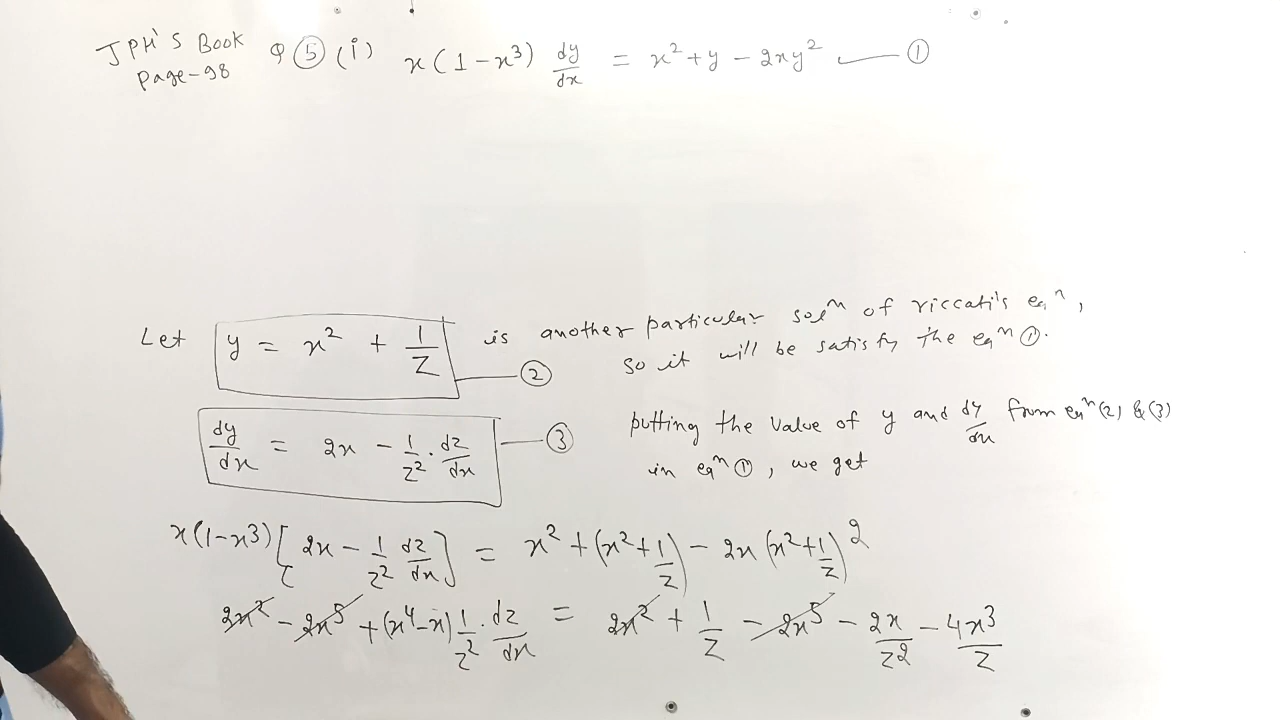 JPH'S Book Q ⑤ (i) x(1-x³) dy/dx = x² + y - 2xy² — ①
Page-98
Let y = x² + 1/z — ② is another particular solⁿ of riccati's eqⁿ,
so it will be satisfy the eqⁿ ①.
dy/dx = 2x - 1/z² · dz/dx — ③ putting the value of y and dy/dx from eqⁿ (2) & (3)
in eqⁿ ①, we get
x(1-x³)[2x - 1/z² dz/dx] = x² + (x² + 1/z) - 2x(x² + 1/z)²
2x² - 2x⁵ + (x⁴-x) 1/z² · dz/dx = 2x² + 1/z - 2x⁵ - 2x/z² - 4x³/z